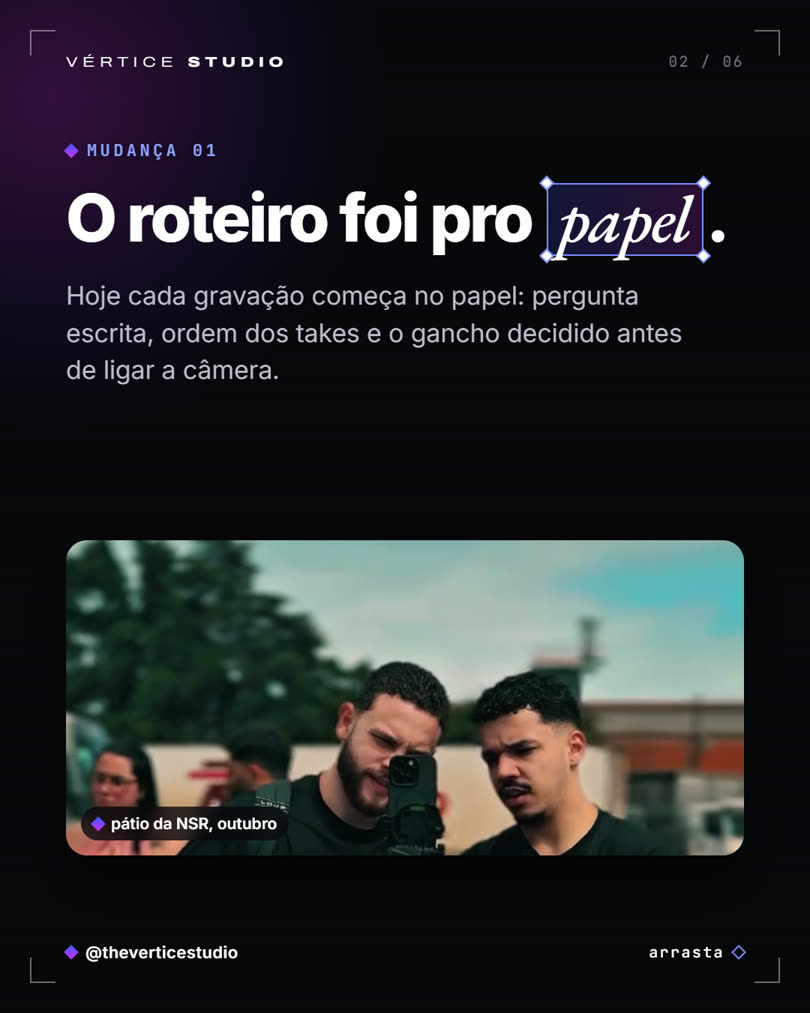 VÉRTICE STUDIO
02 / 06
MUDANÇA 01
O roteiro foi pro papel.
Hoje cada gravação começa no papel: pergunta
escrita, ordem dos takes e o gancho decidido antes
de ligar a câmera.
pátio da NSR, outubro
@theverticestudio
arrasta